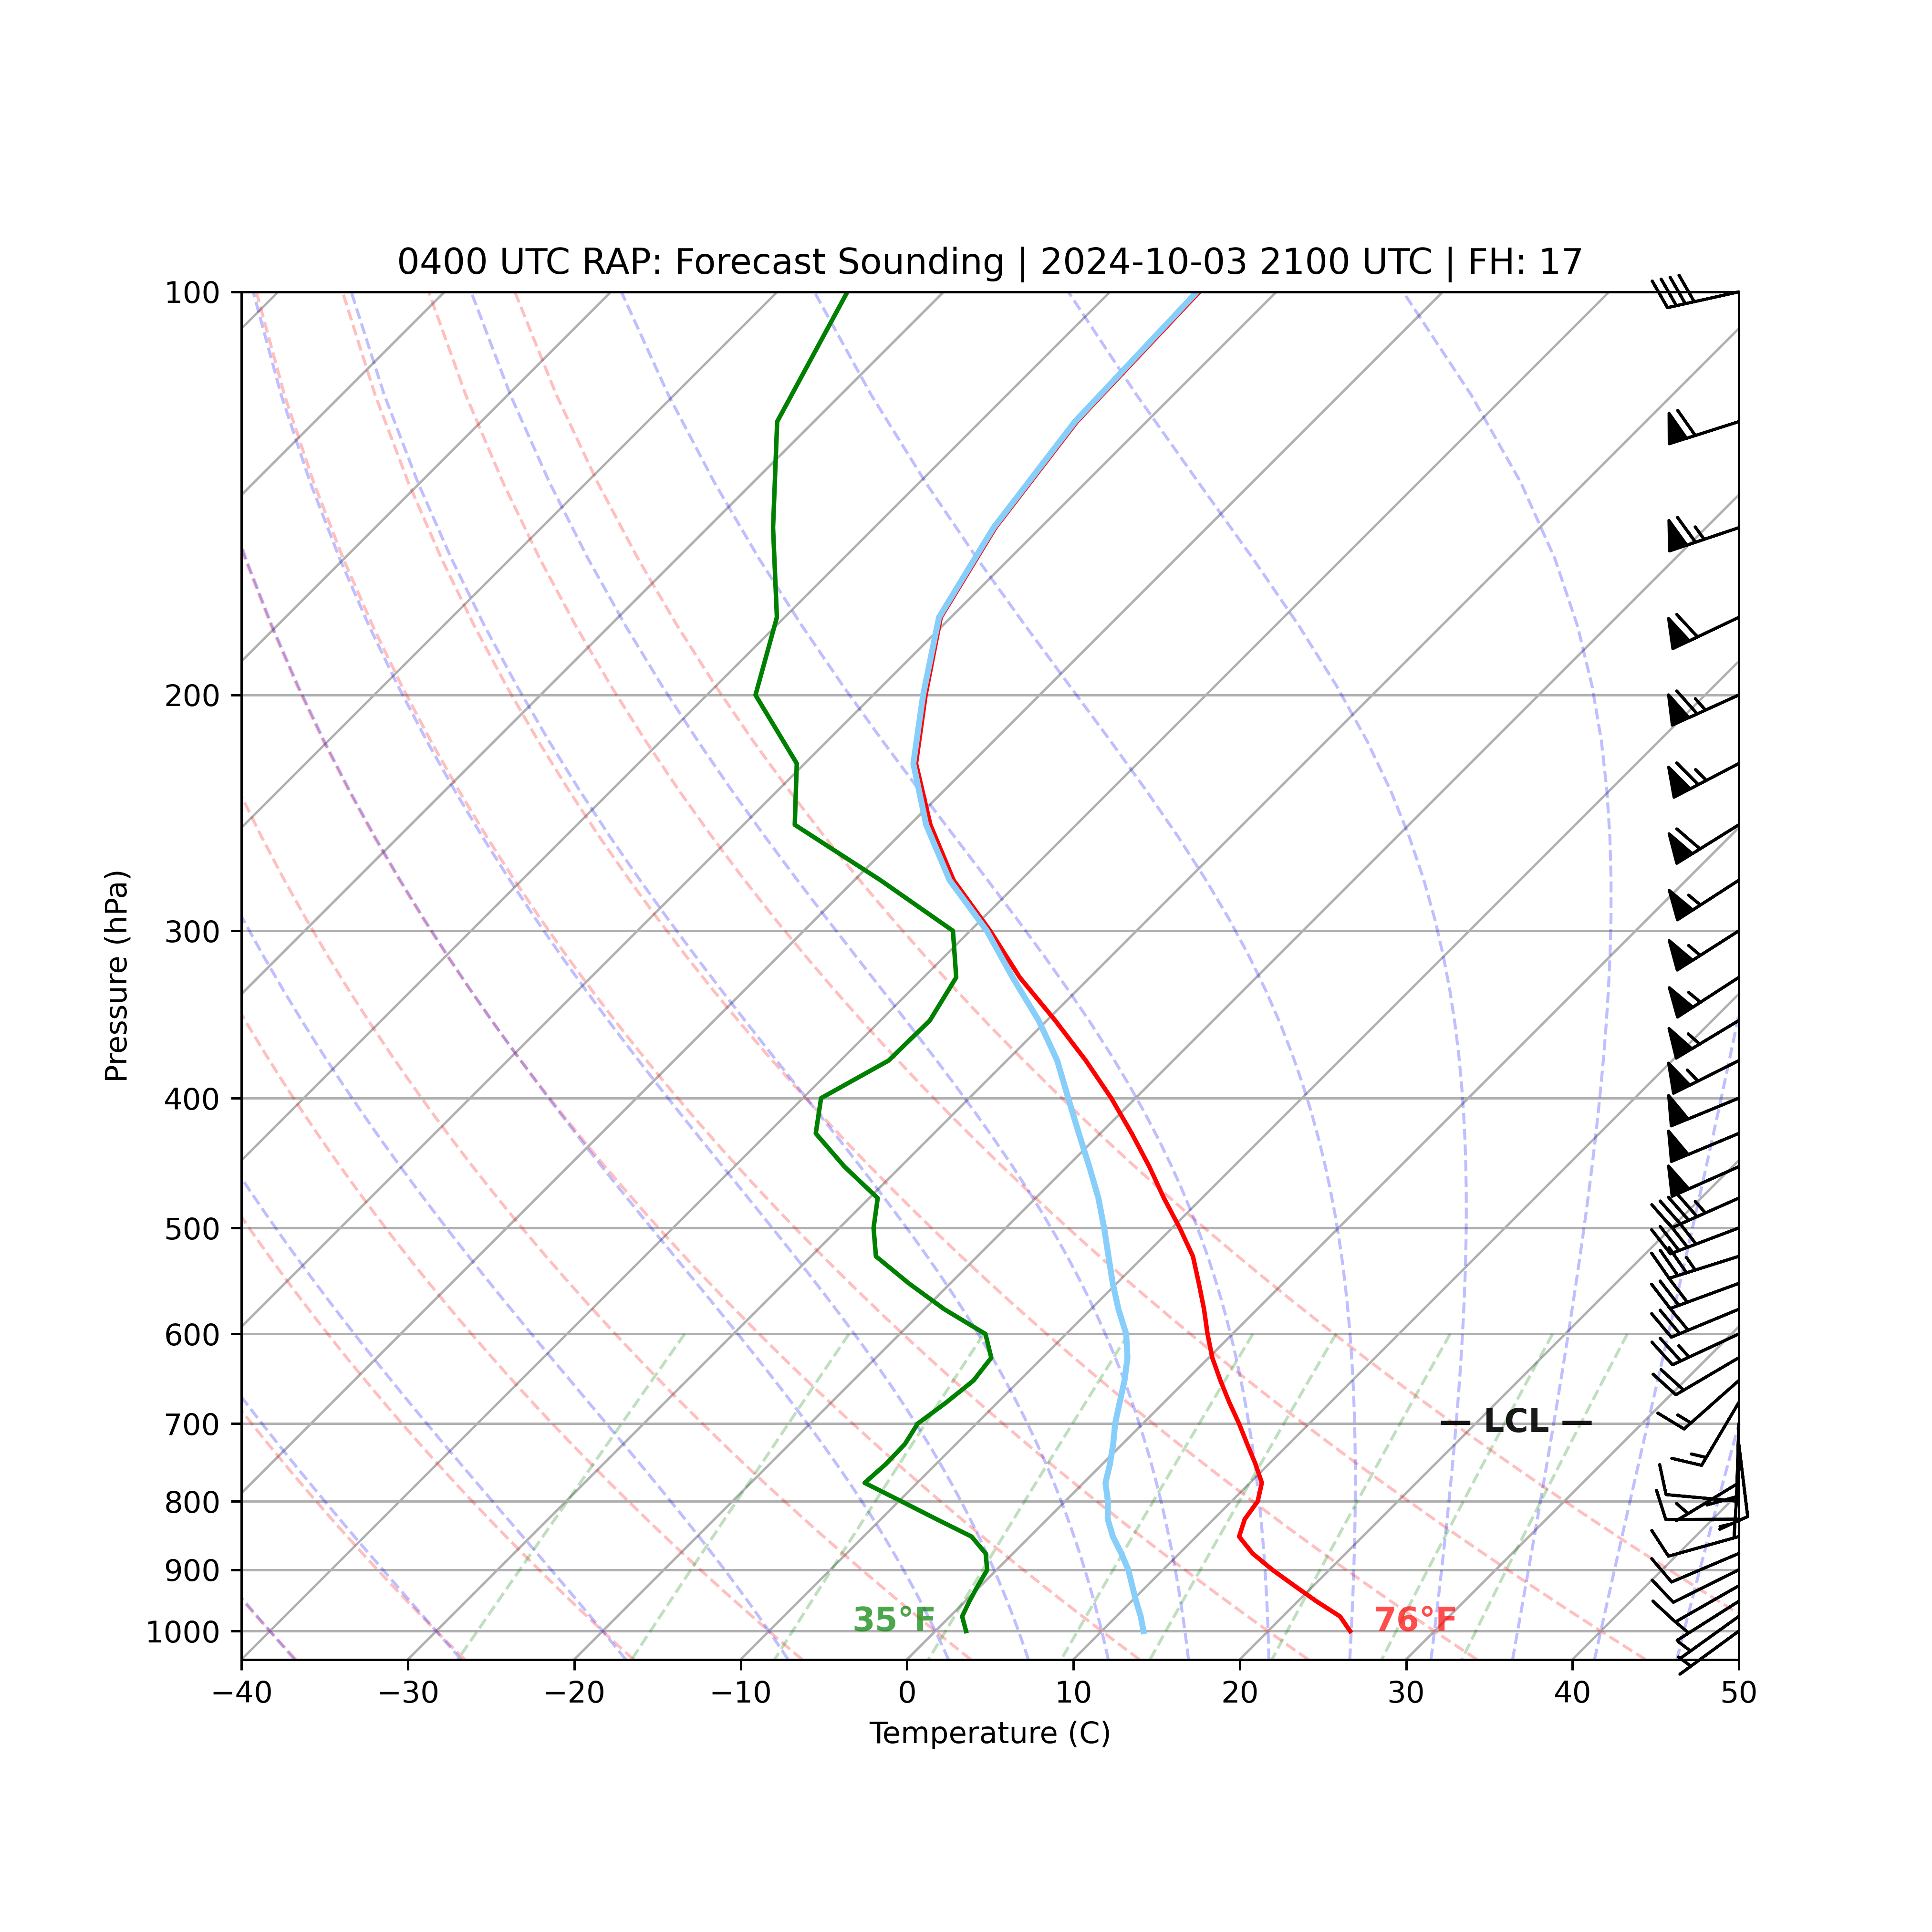 0400 UTC RAP: Forecast Sounding | 2024-10-03 2100 UTC | FH: 17
100
200
300
400
500
600
700
800
900
1000
Pressure (hPa)
LCL
35°F
76°F
−40 −30 −20 −10 0 10 20 30 40 50
Temperature (C)